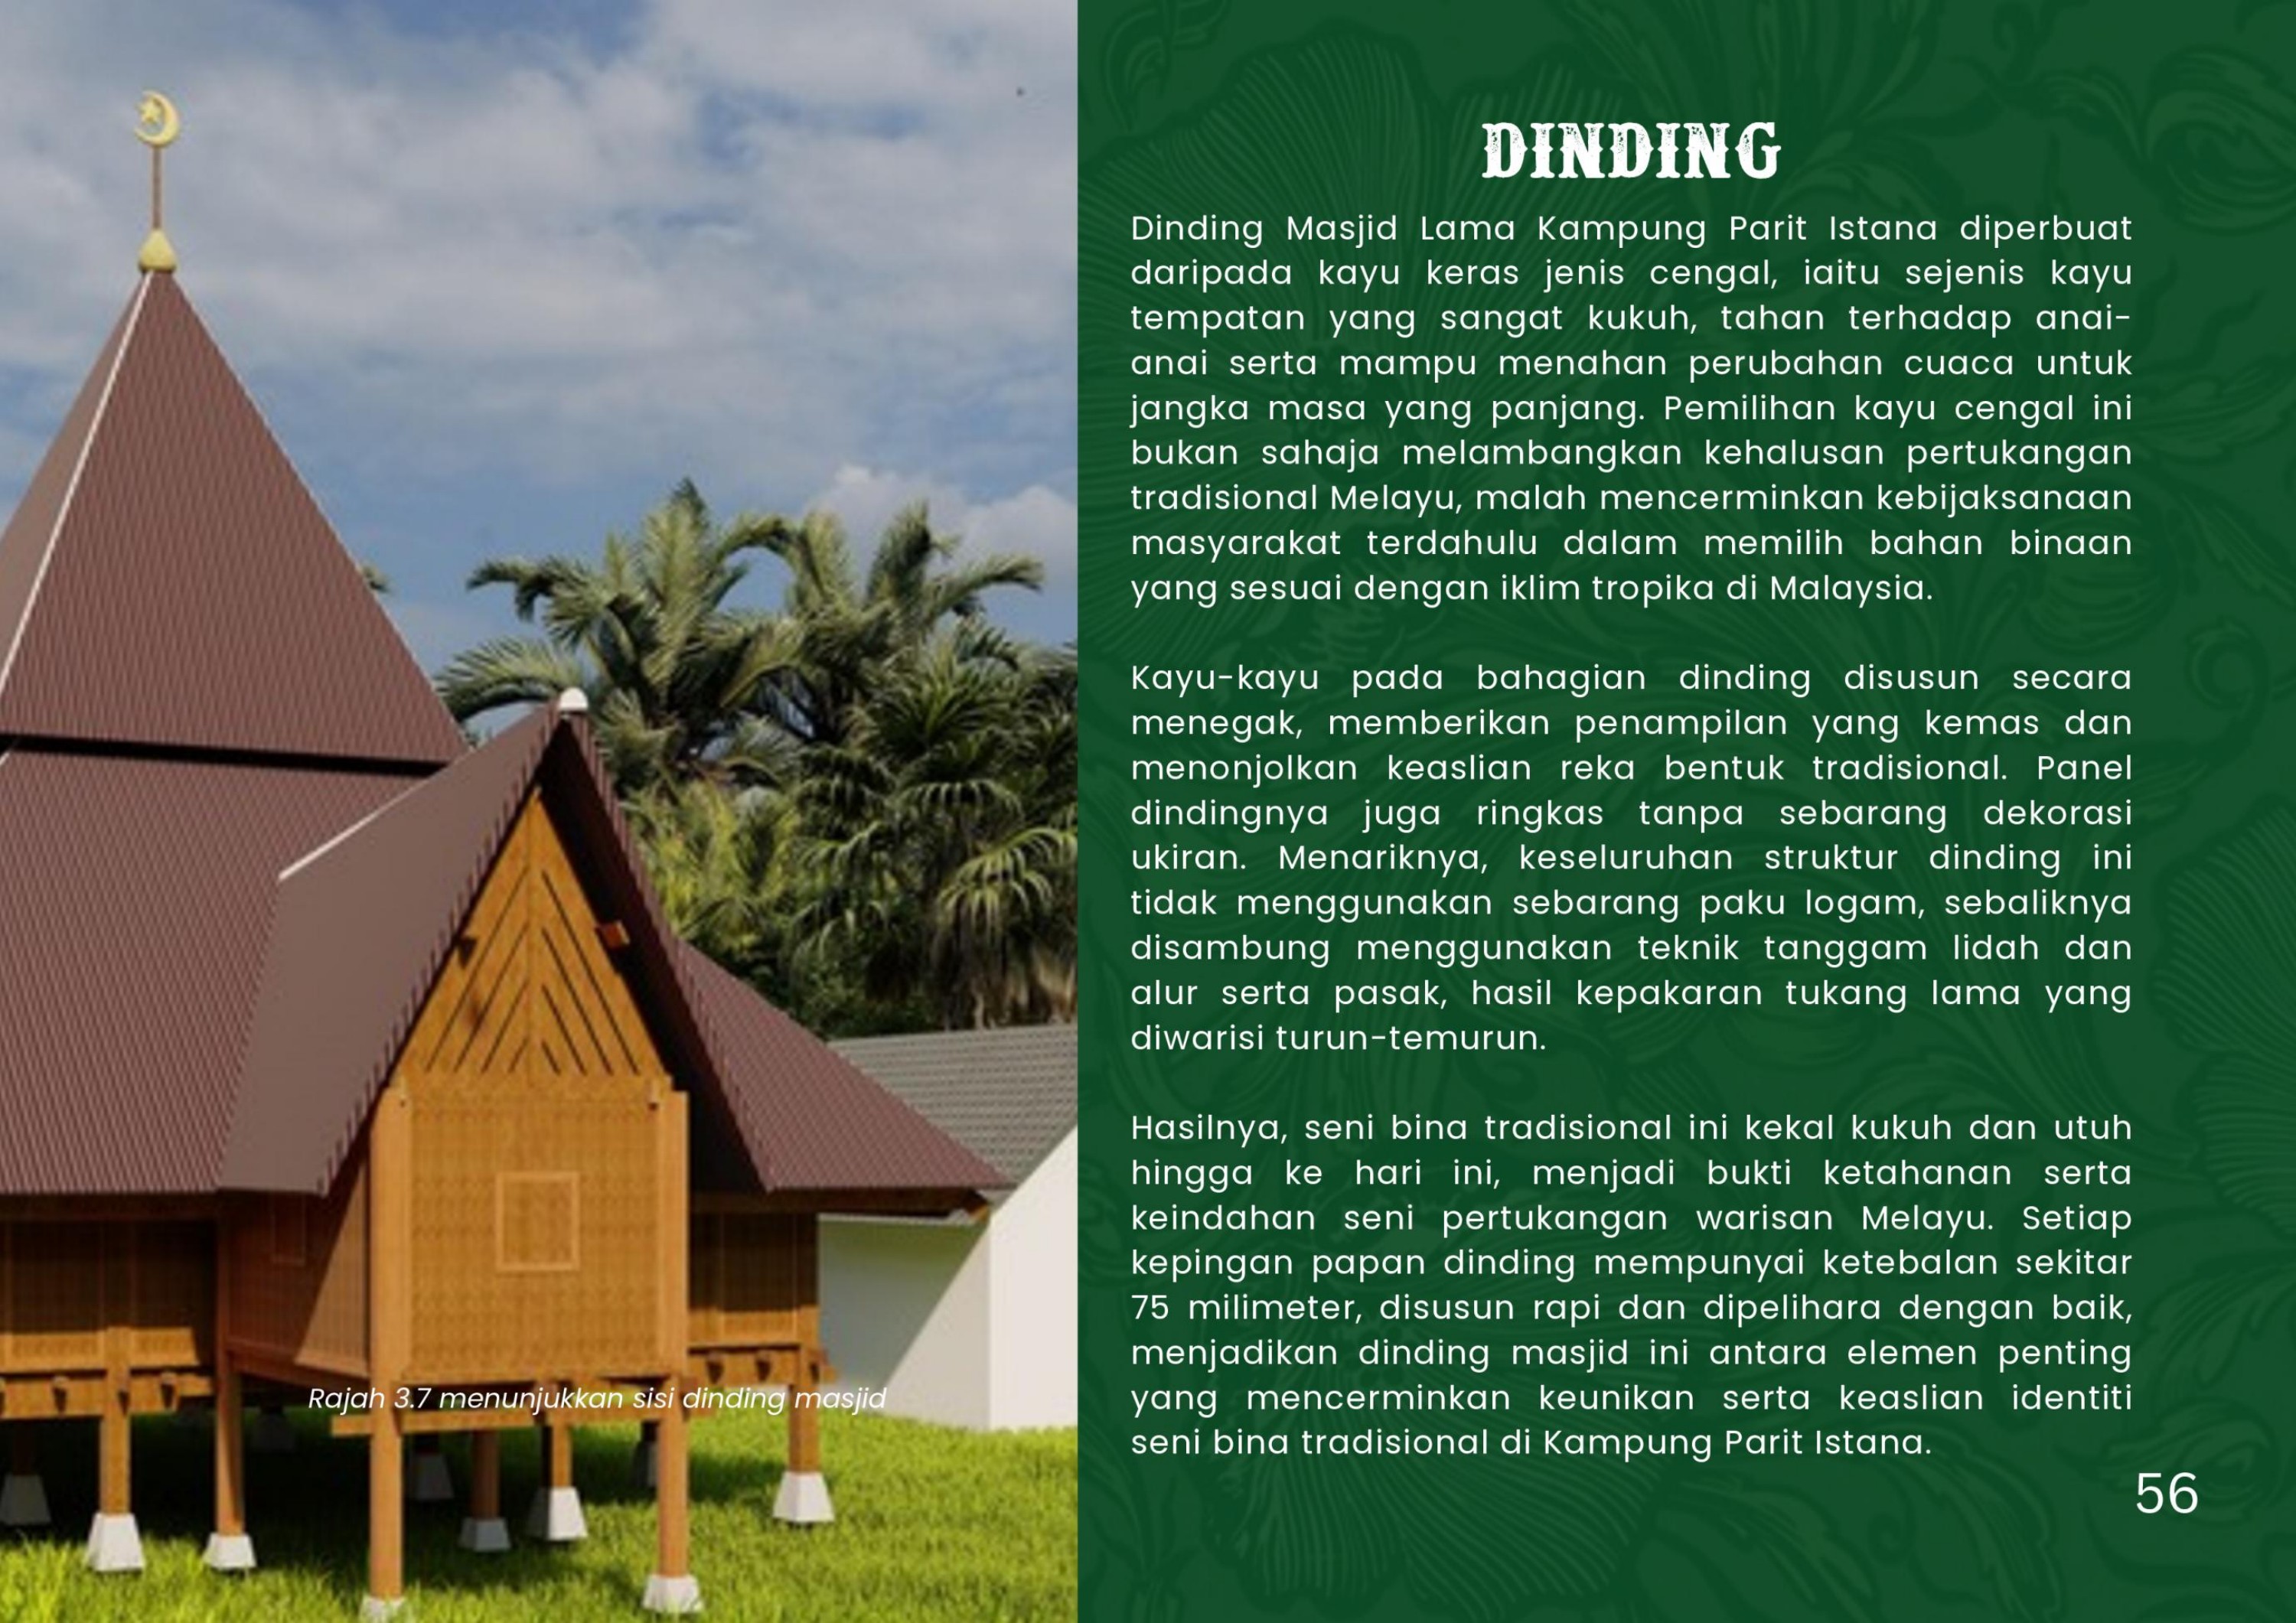 DINDING
Dinding Masjid Lama Kampung Parit Istana diperbuat
daripada kayu keras jenis cengal, iaitu sejenis kayu
tempatan yang sangat kukuh, tahan terhadap anai-
anai serta mampu menahan perubahan cuaca untuk
jangka masa yang panjang. Pemilihan kayu cengal ini
bukan sahaja melambangkan kehalusan pertukangan
tradisional Melayu, malah mencerminkan kebijaksanaan
masyarakat terdahulu dalam memilih bahan binaan
yang sesuai dengan iklim tropika di Malaysia.
Kayu-kayu pada bahagian dinding disusun secara
menegak, memberikan penampilan yang kemas dan
menonjolkan keaslian reka bentuk tradisional. Panel
dindingnya juga ringkas tanpa sebarang dekorasi
ukiran. Menariknya, keseluruhan struktur dinding ini
tidak menggunakan sebarang paku logam, sebaliknya
disambung menggunakan teknik tanggam lidah dan
alur serta pasak, hasil kepakaran tukang lama yang
diwarisi turun-temurun.
Hasilnya, seni bina tradisional ini kekal kukuh dan utuh
hingga ke hari ini, menjadi bukti ketahanan serta
keindahan seni pertukangan warisan Melayu. Setiap
kepingan papan dinding mempunyai ketebalan sekitar
75 milimeter, disusun rapi dan dipelihara dengan baik,
menjadikan dinding masjid ini antara elemen penting
yang mencerminkan keunikan serta keaslian identiti
seni bina tradisional di Kampung Parit Istana.
Rajah 3.7 menunjukkan sisi dinding masjid
56